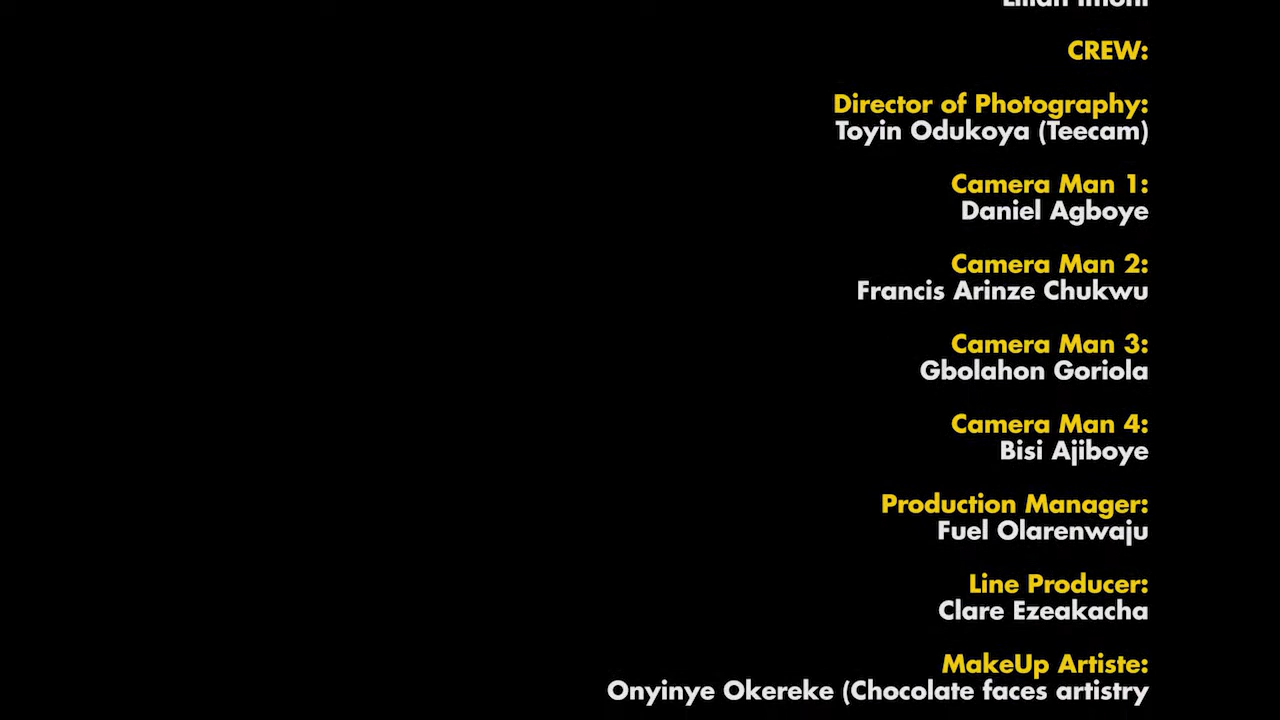 CREW:
Director of Photography:
Toyin Odukoya (Teecam)
Camera Man 1:
Daniel Agboye
Camera Man 2:
Francis Arinze Chukwu
Camera Man 3:
Gbolahon Goriola
Camera Man 4:
Bisi Ajiboye
Production Manager:
Fuel Olarenwaju
Line Producer:
Clare Ezeakacha
MakeUp Artiste:
Onyinye Okereke (Chocolate faces artistry